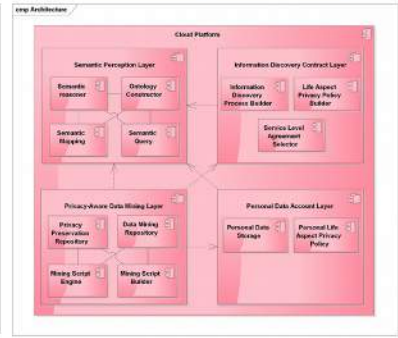 cmp Architecture
Cloud Platform
Semantic Perception Layer
Semantic
reasoner
Ontology
Constructor
Semantic
Mapping
Semantic
Query
Information Discovery Contract Layer
Information
Discovery
Process Builder
Life Aspect
Privacy Policy
Builder
Service Level
Agreement
Selector
Privacy-Aware Data Mining Layer
Privacy
Preservation
Repository
Data Mining
Repository
Mining Script
Engine
Mining Script
Builder
Personal Data Account Layer
Personal Data
Storage
Personal Life
Aspect Privacy
Policy